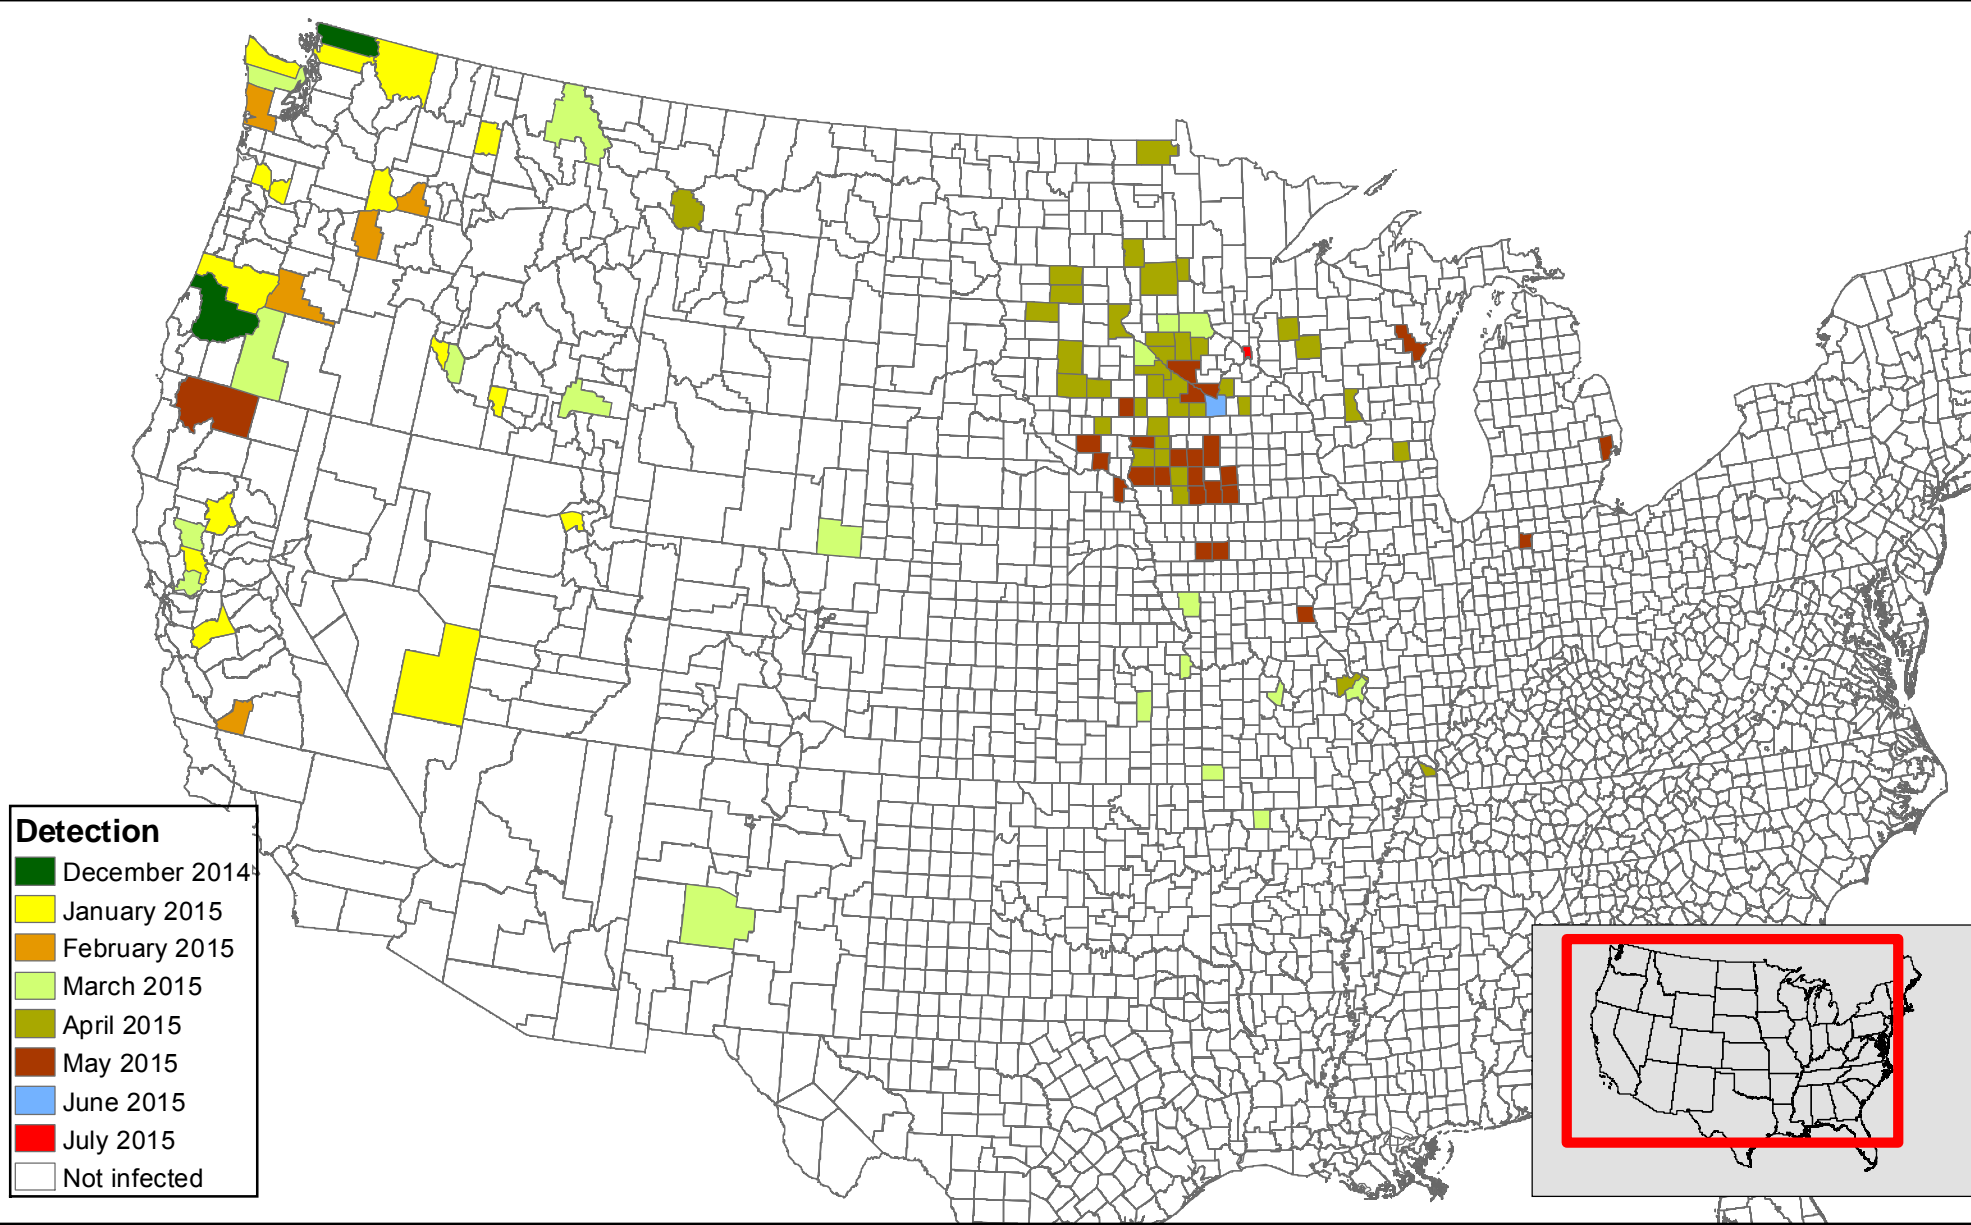 Detection
December 2014
January 2015
February 2015
March 2015
April 2015
May 2015
June 2015
July 2015
Not infected